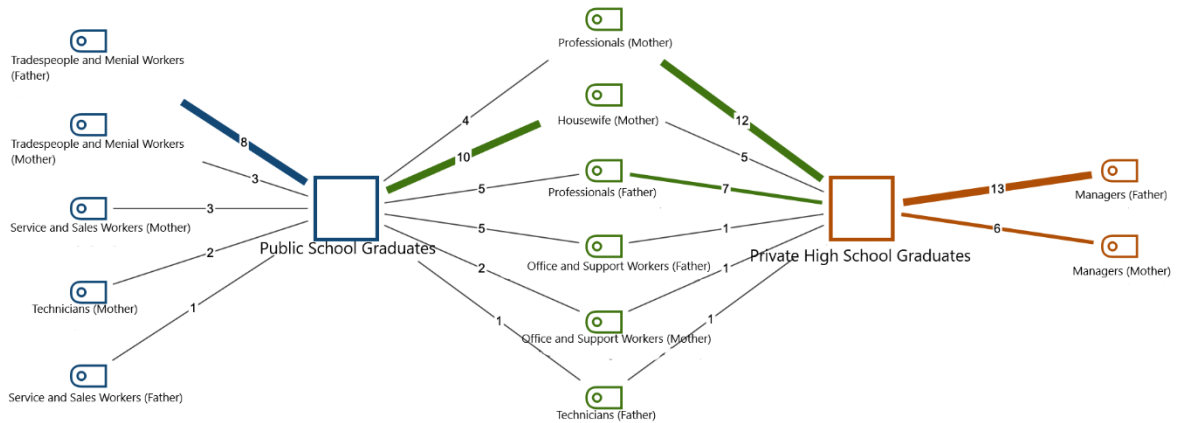 Professionals (Mother)
Tradespeople and Menial Workers
(Father)
4
12
Housewife (Mother)
8
10
Tradespeople and Menial Workers
(Mother)
5
3
5
7
Professionals (Father)
13
Managers (Father)
3
Service and Sales Workers (Mother)
Public School Graduates
5
1
Private High School Graduates
6
2
2
Office and Support Workers (Father)
1
Managers (Mother)
Technicians (Mother)
1
1
1
Office and Support Workers (Mother)
Service and Sales Workers (Father)
Technicians (Father)